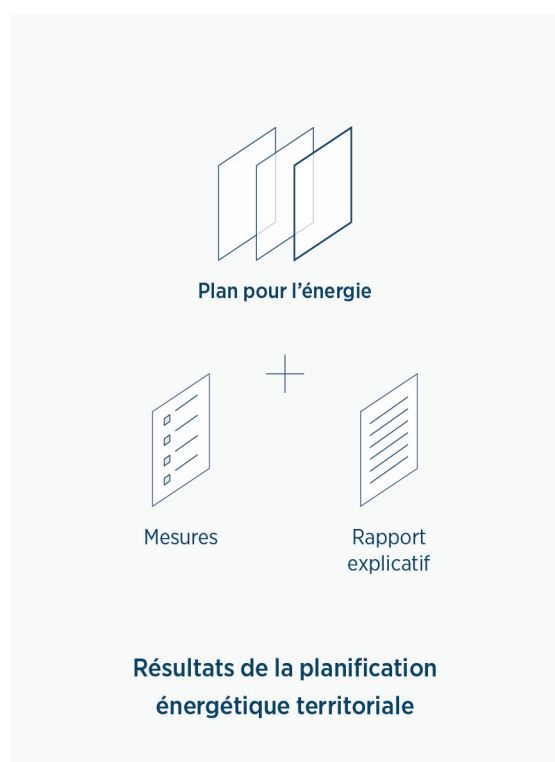 Plan pour l’énergie
Mesures
Rapport
explicatif
Résultats de la planification
énergétique territoriale